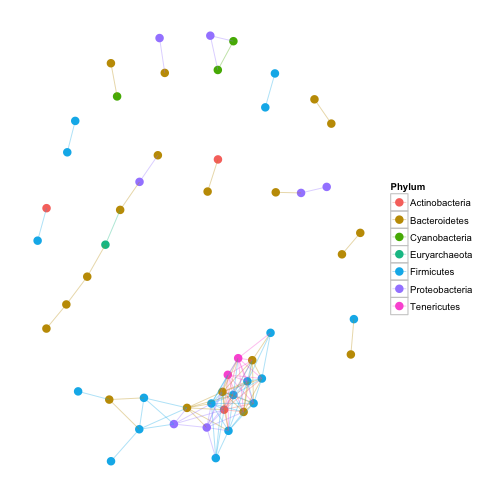 Phylum
Actinobacteria
Bacteroidetes
Cyanobacteria
Euryarchaeota
Firmicutes
Proteobacteria
Tenericutes